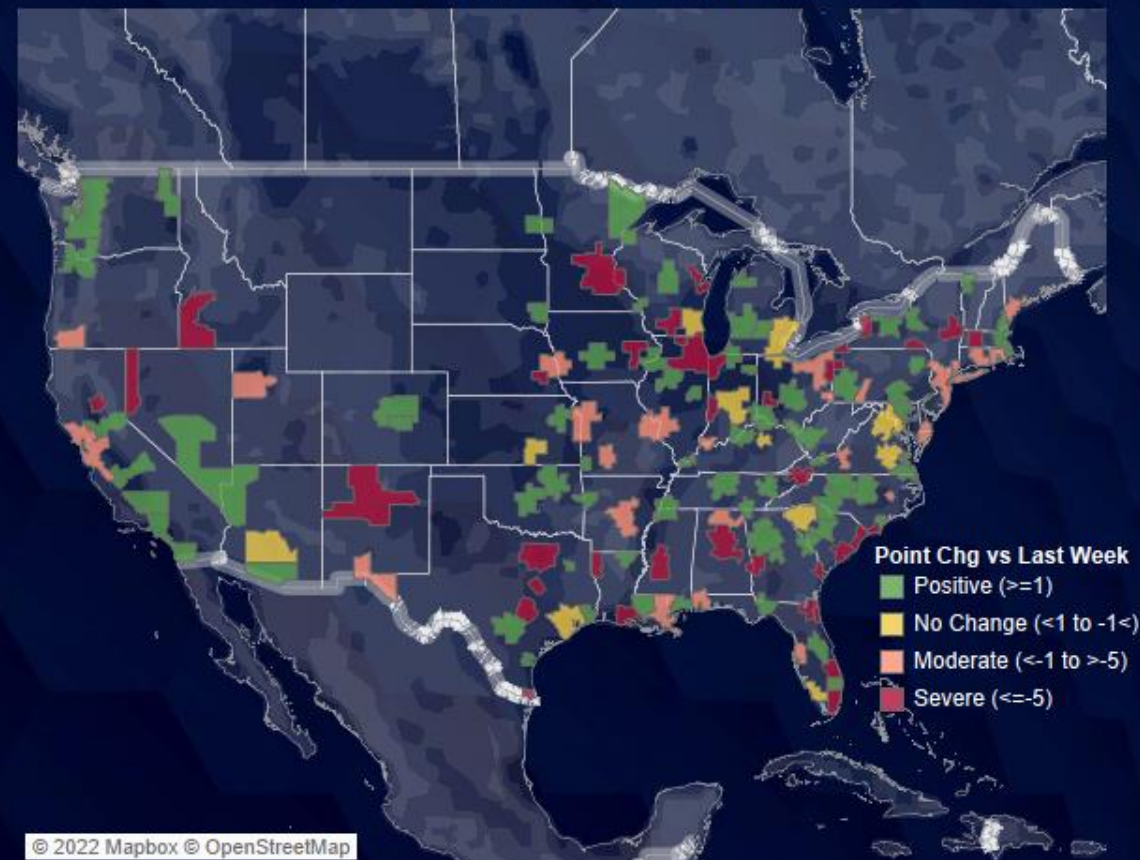 Point Chg vs Last Week
Positive (>=1)
No Change (<1 to -1<)
Moderate (<-1 to >-5)
Severe (<=-5)
© 2022 Mapbox © OpenStreetMap